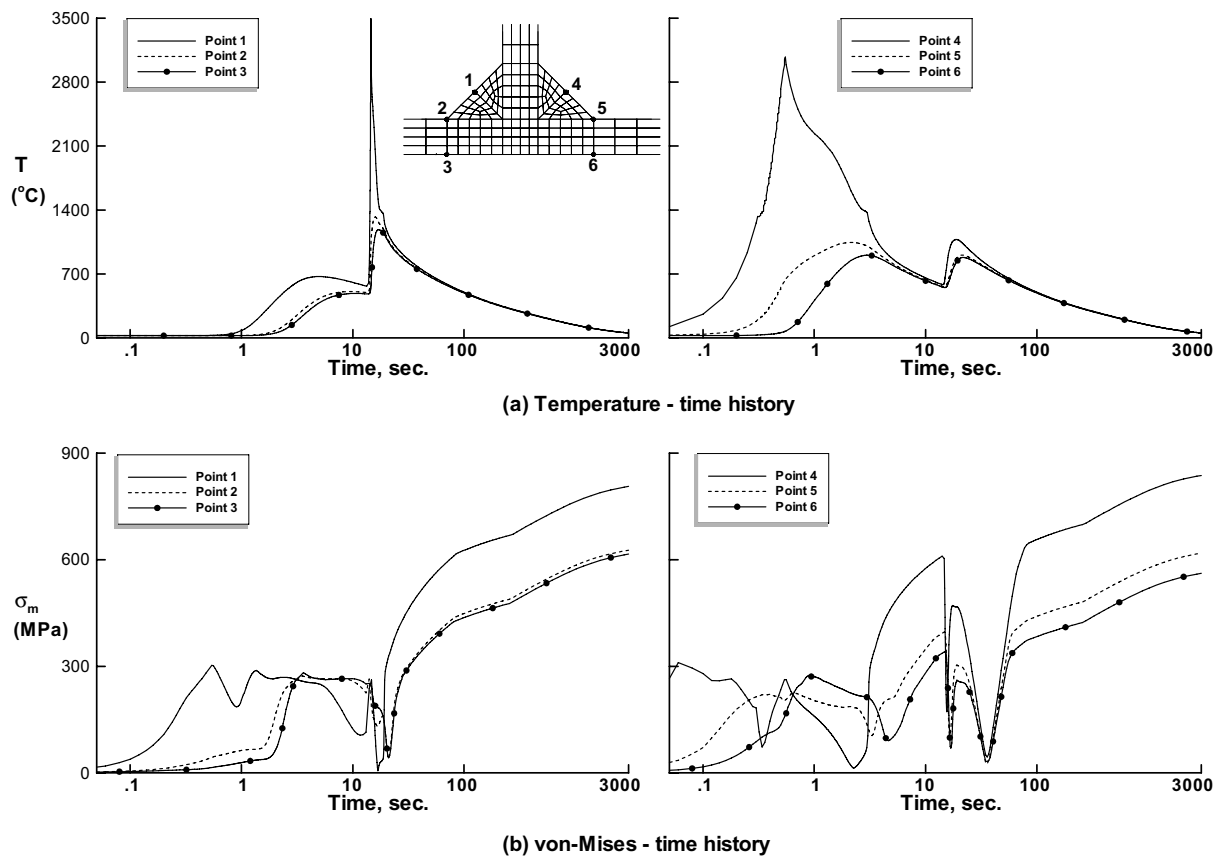 3500
2800
2100
1400
700
0
T
(°C)
Point 1
Point 2
Point 3
1
2
3
4
5
6
.1
1
10
100
3000
Time, sec.
Point 4
Point 5
Point 6
.1
1
10
100
3000
Time, sec.
(a) Temperature - time history
900
600
300
0
σm
(MPa)
Point 1
Point 2
Point 3
.1
1
10
100
3000
Time, sec.
Point 4
Point 5
Point 6
.1
1
10
100
3000
Time, sec.
(b) von-Mises - time history